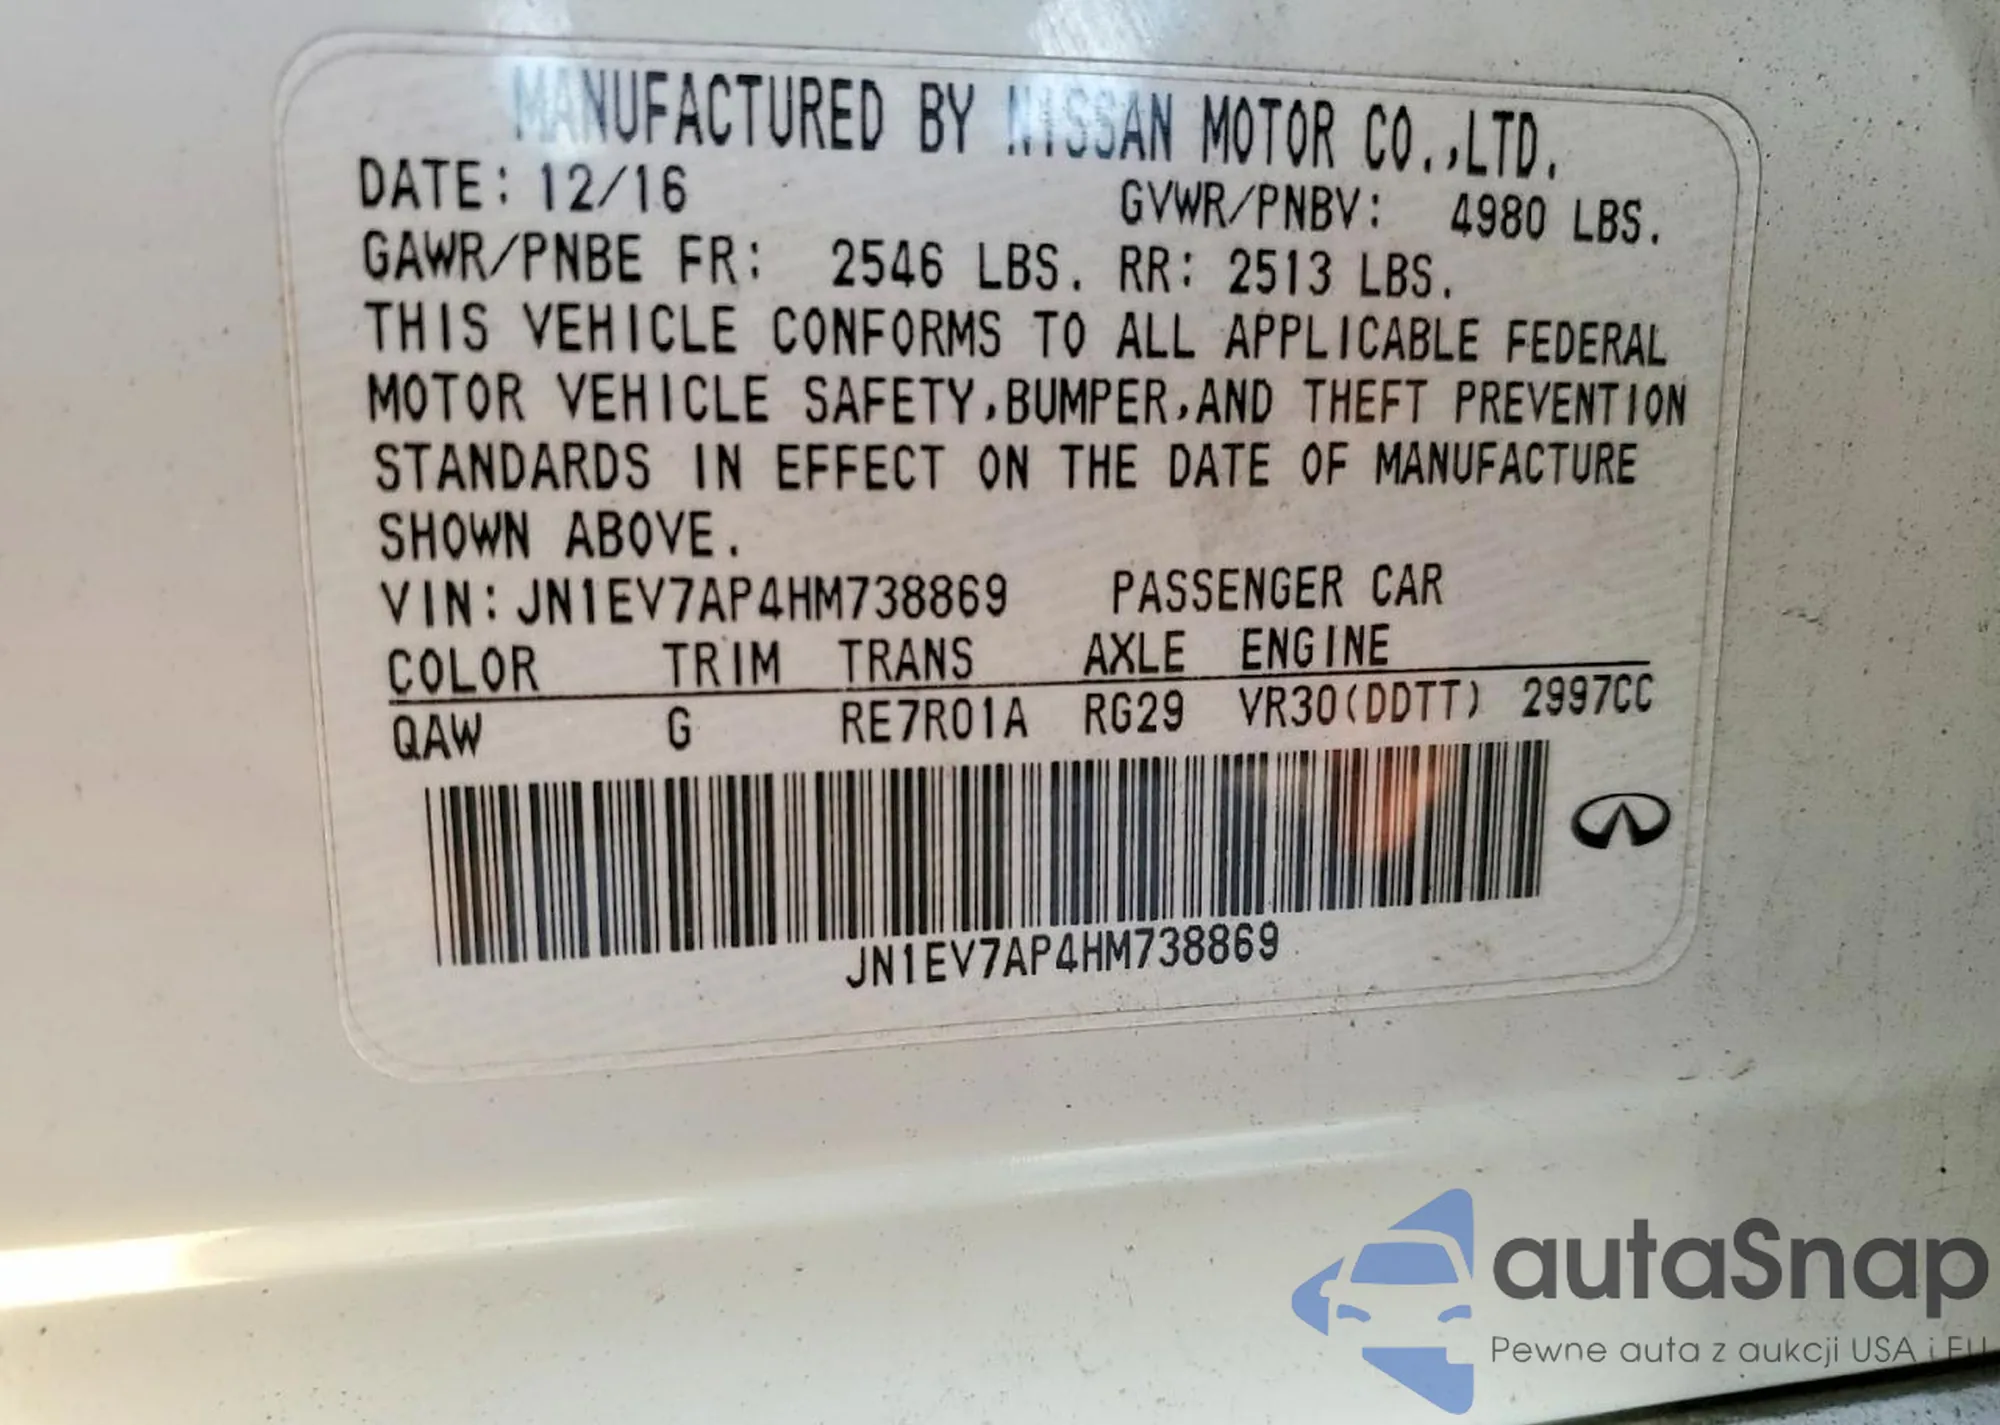 MANUFACTURED BY NISSAN MOTOR CO.,LTD.
DATE: 12/16 GVWR/PNBV: 4980 LBS.
GAWR/PNBE FR: 2546 LBS. RR: 2513 LBS.
THIS VEHICLE CONFORMS TO ALL APPLICABLE FEDERAL
MOTOR VEHICLE SAFETY,BUMPER,AND THEFT PREVENTION
STANDARDS IN EFFECT ON THE DATE OF MANUFACTURE
SHOWN ABOVE.
VIN:JN1EV7AP4HM738869 PASSENGER CAR
COLOR TRIM TRANS AXLE ENGINE
QAW G RE7R01A RG29 VR30(DDTT) 2997CC
JN1EV7AP4HM738869
autaSnap
Pewne auta z aukcji USA i EU